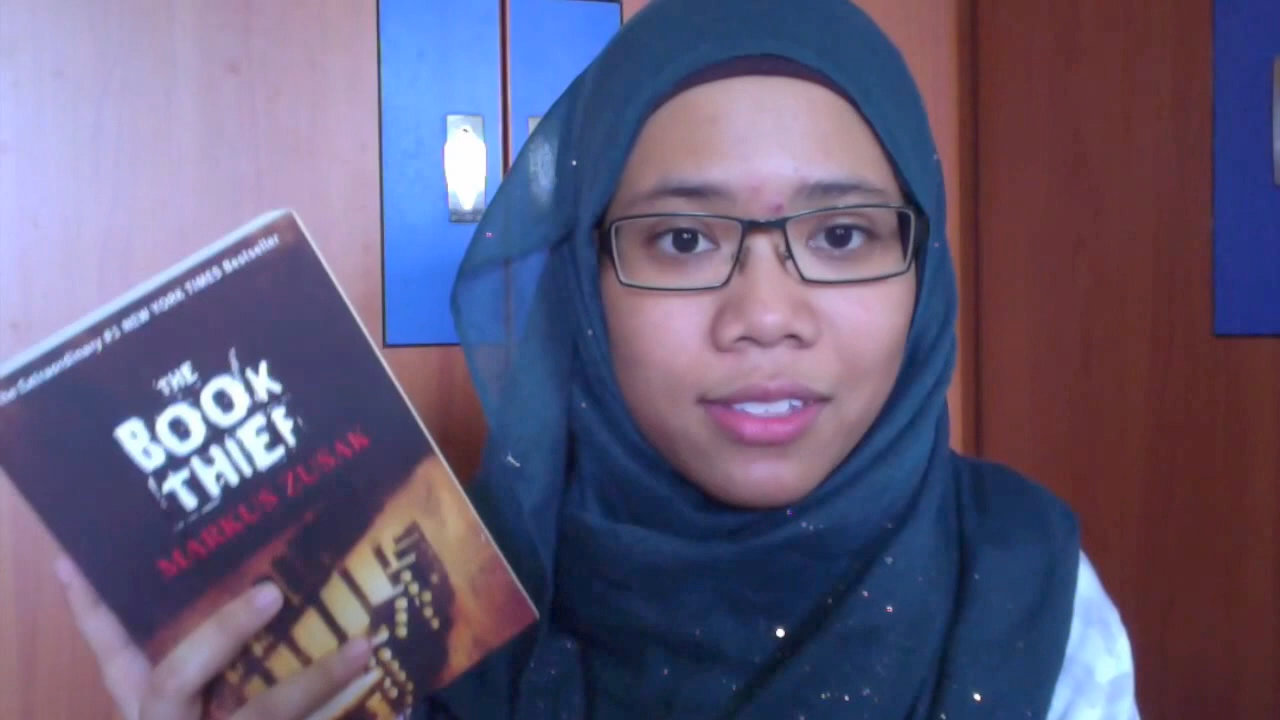 The Extraordinary #1 NEW YORK TIMES Bestseller
THE
BOOK
THIEF
MARKUS ZUSAK